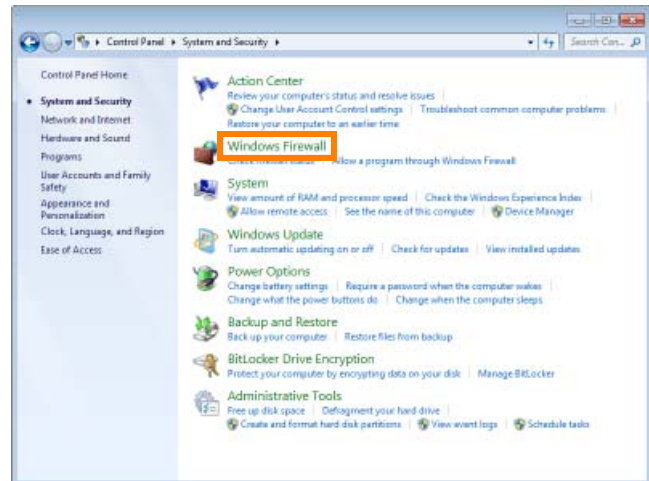 Control Panel ▸ System and Security ▸
Search Con...
Control Panel Home
System and Security
Network and Internet
Hardware and Sound
Programs
User Accounts and Family
Safety
Appearance and
Personalization
Clock, Language, and Region
Ease of Access
Action Center
Review your computer's status and resolve issues
Change User Account Control settings | Troubleshoot common computer problems
Restore your computer to an earlier time
Windows Firewall
Check firewall status | Allow a program through Windows Firewall
System
View amount of RAM and processor speed | Check the Windows Experience Index
Allow remote access | See the name of this computer | Device Manager
Windows Update
Turn automatic updating on or off | Check for updates | View installed updates
Power Options
Change battery settings | Require a password when the computer wakes
Change what the power buttons do | Change when the computer sleeps
Backup and Restore
Back up your computer | Restore files from backup
BitLocker Drive Encryption
Protect your computer by encrypting data on your disk | Manage BitLocker
Administrative Tools
Free up disk space | Defragment your hard drive
Create and format hard disk partitions | View event logs | Schedule tasks